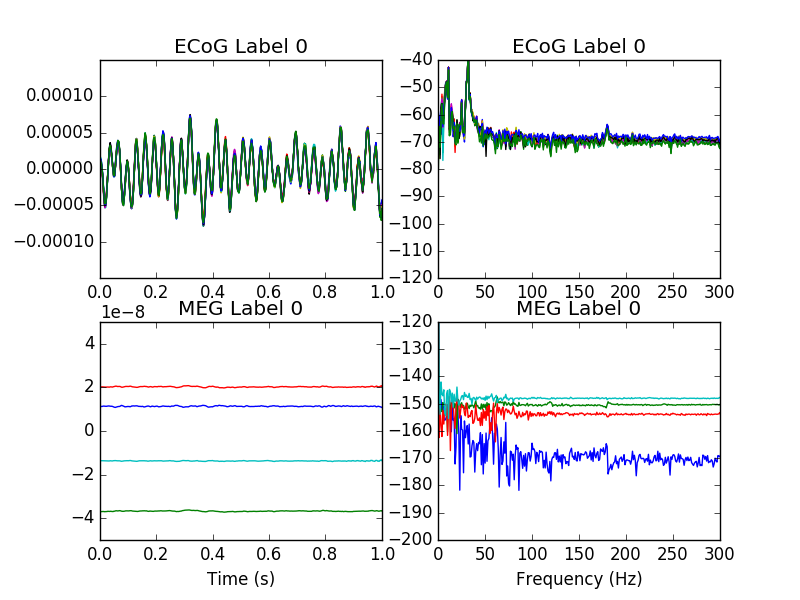 ECoG Label 0
0.00010
0.00005
0.00000
−0.00005
−0.00010
0.0 0.2 0.4 0.6 0.8 1.0
ECoG Label 0
−40
−50
−60
−70
−80
−90
−100
−110
−120
0 50 100 150 200 250 300
MEG Label 0
1e−8
4
2
0
−2
−4
0.0 0.2 0.4 0.6 0.8 1.0
Time (s)
MEG Label 0
−120
−130
−140
−150
−160
−170
−180
−190
−200
0 50 100 150 200 250 300
Frequency (Hz)